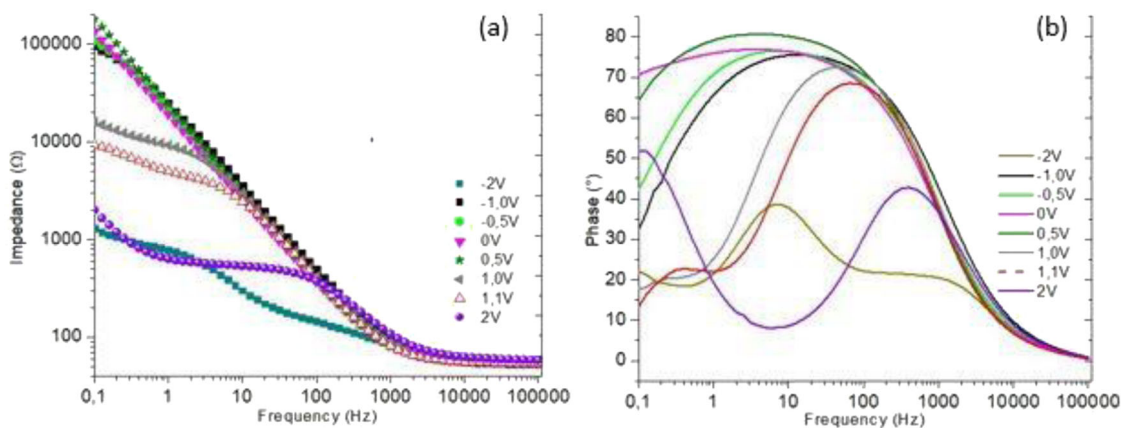 (a)
Impedance (Ω)
100000
10000
1000
100
-2V
-1,0V
-0,5V
0V
0,5V
1,0V
1,1V
2V
0,1 1 10 100 1000 10000 100000
Frequency (Hz)
(b)
Phase (°)
80
70
60
50
40
30
20
10
0
-2V
-1,0V
-0,5V
0V
0,5V
1,0V
1,1V
2V
0,1 1 10 100 1000 10000 100000
Frequency (Hz)